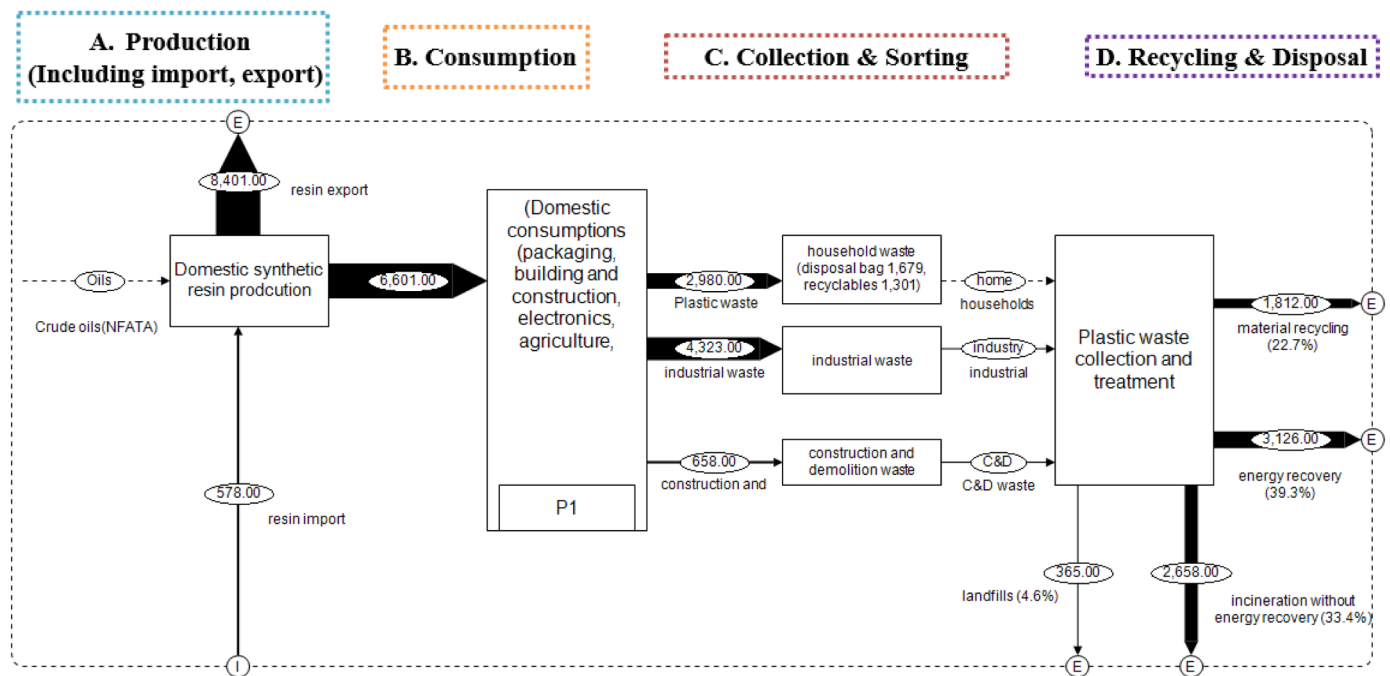 A. Production
(Including import, export)
B. Consumption
C. Collection & Sorting
D. Recycling & Disposal
E
8,401.00
resin export
Oils
Crude oils(NFATA)
Domestic synthetic
resin prodcution
6,601.00
578.00
resin import
I
(Domestic
consumptions
(packaging,
building and
construction,
electronics,
agriculture,
P1
2,980.00
Plastic waste
4,323.00
industrial waste
658.00
construction and
household waste
(disposal bag 1,679,
recyclables 1,301)
industrial waste
construction and
demolition waste
home
households
industry
industrial
C&D
C&D waste
Plastic waste
collection and
treatment
1,812.00
E
material recycling
(22.7%)
3,126.00
E
energy recovery
(39.3%)
365.00
landfills (4.6%)
E
2,658.00
incineration without
energy recovery (33.4%)
E